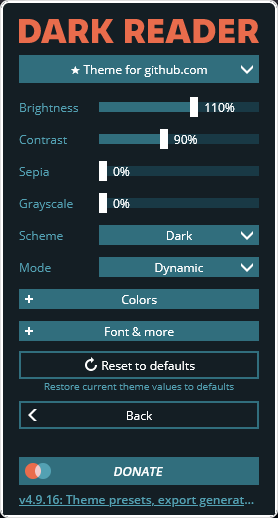 DARK READER
★ Theme for github.com
Brightness 110%
Contrast 90%
Sepia 0%
Grayscale 0%
Scheme Dark
Mode Dynamic
+ Colors
+ Font & more
Reset to defaults
Restore current theme values to defaults
Back
DONATE
v4.9.16: Theme presets, export generat...